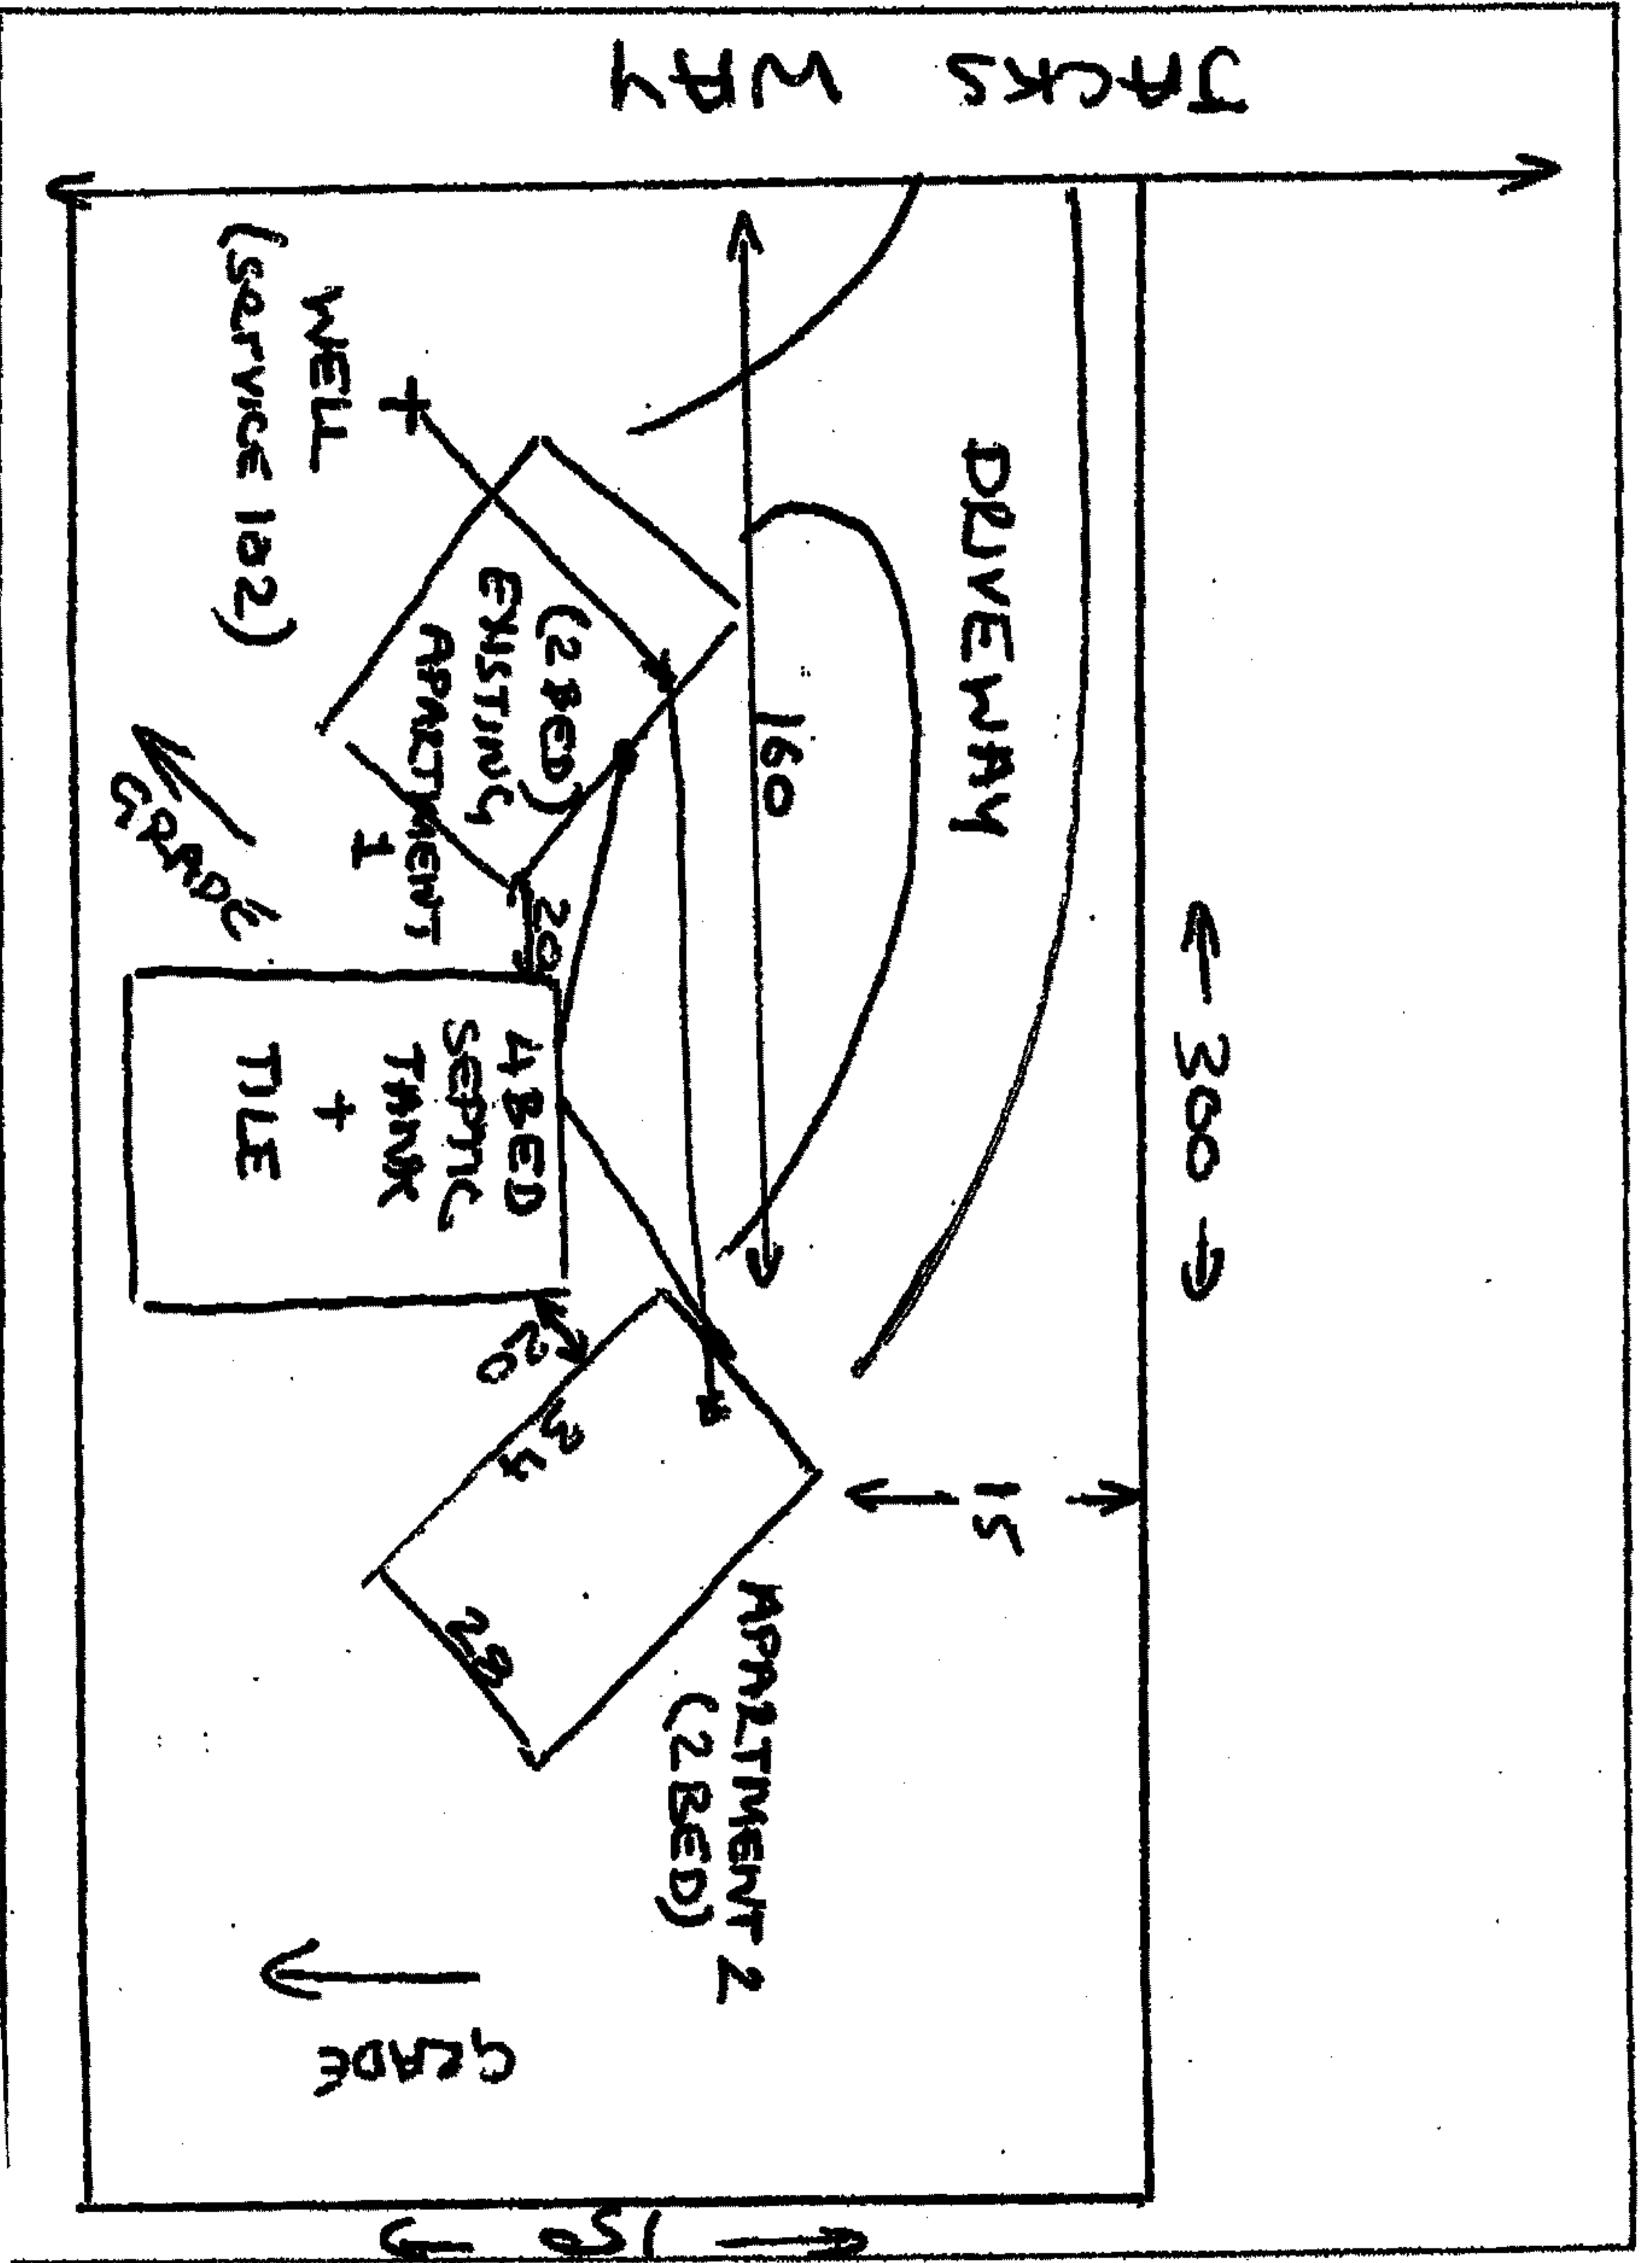 JACKS WAY
← 300 →
DRIVEWAY
160
15
WELL
(SERVICE 1&2)
(2 BED)
EXISTING
APARTMENT
1
GRADE
20
4 BED
SEPTIC
TANK
+
TILE
20
34
28
APARTMENT 2
(2 BED)
GRADE
150